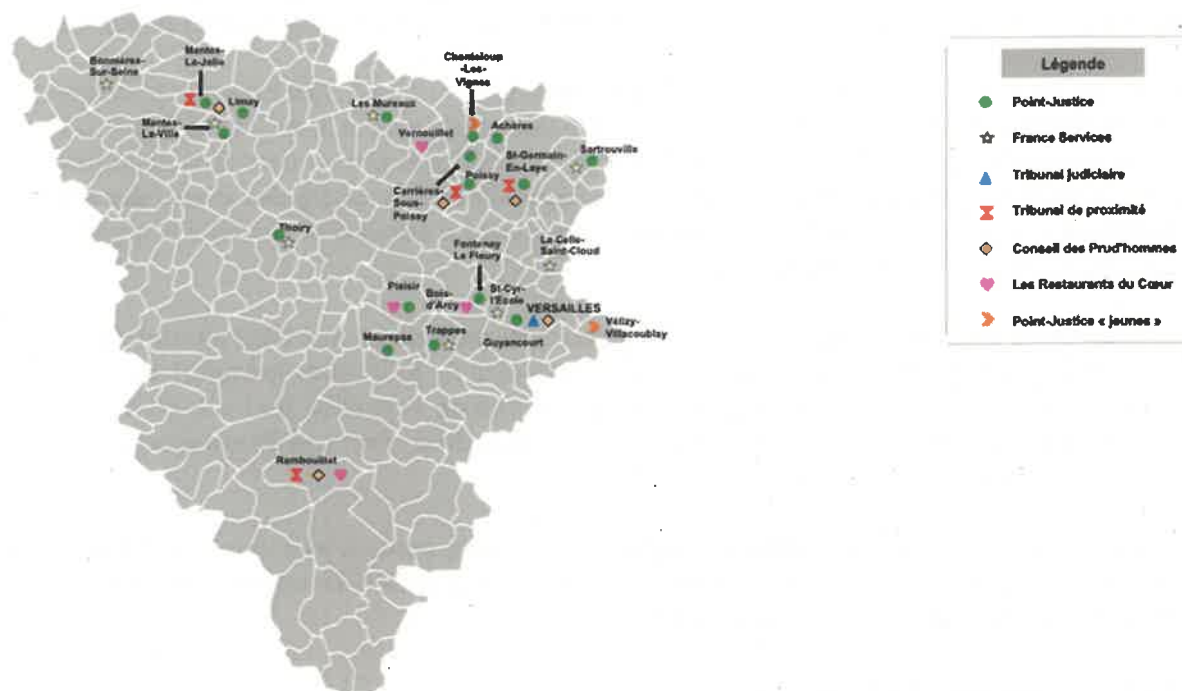 Bonnières-
Sur-Seine
Mantes-
La-Jolie
Limay
Mantes-
La-Ville
Les Mureaux
Vernouillet
Chanteloup
-Les-
Vignes
Achères
St-Germain-
En-Laye
Sartrouville
Poissy
Carrières-
Sous-
Poissy
Thoiry
Fontenay
Le Fleury
La Celle-
Saint-Cloud
Plaisir
Bois-
d'Arcy
St-Cyr-
l'Ecole
VERSAILLES
Vélizy-
Villacoublay
Maurepas
Trappes
Guyancourt
Rambouillet
Légende
Point-Justice
France Services
Tribunal judiciaire
Tribunal de proximité
Conseil des Prud'hommes
Les Restaurants du Cœur
Point-Justice « jeunes »